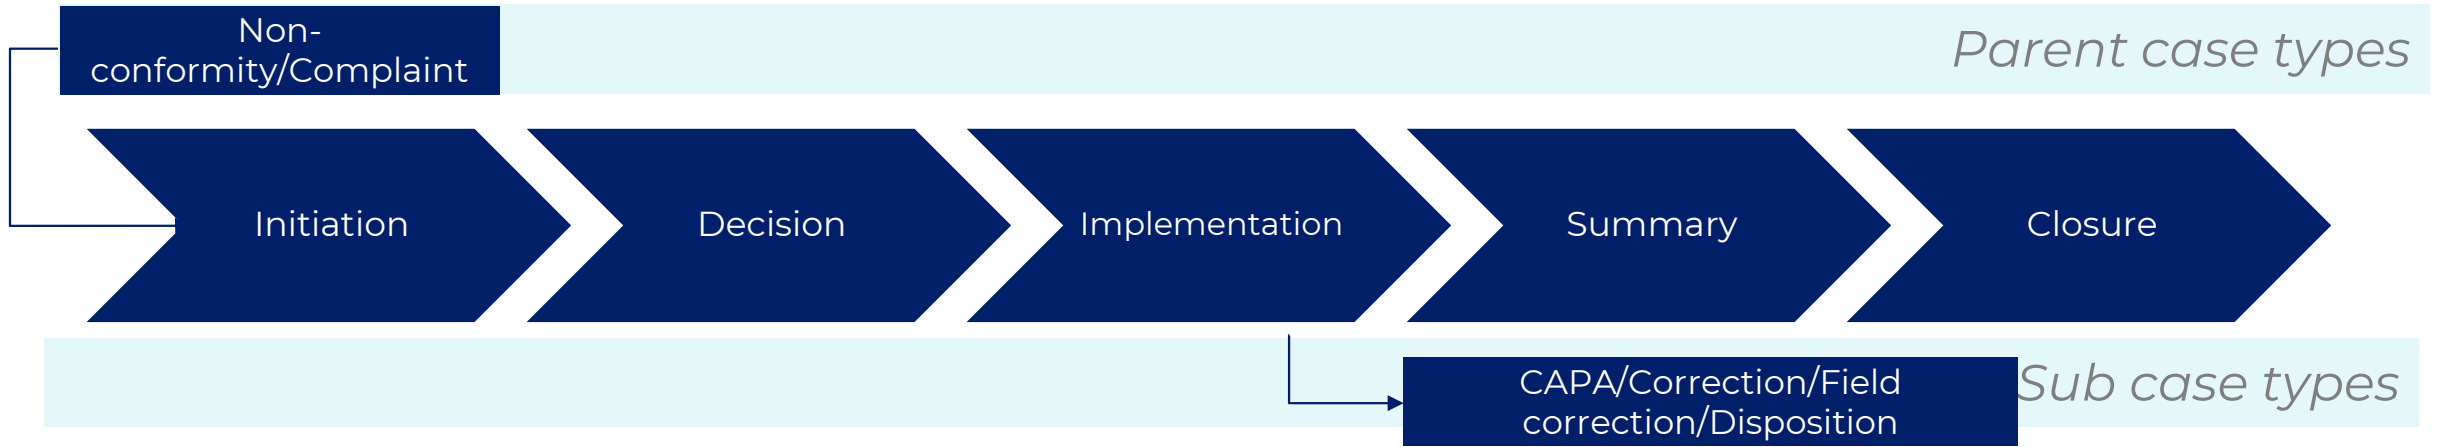 Non-
conformity/Complaint
Parent case types
Initiation
Decision
Implementation
Summary
Closure
CAPA/Correction/Field
correction/Disposition
Sub case types